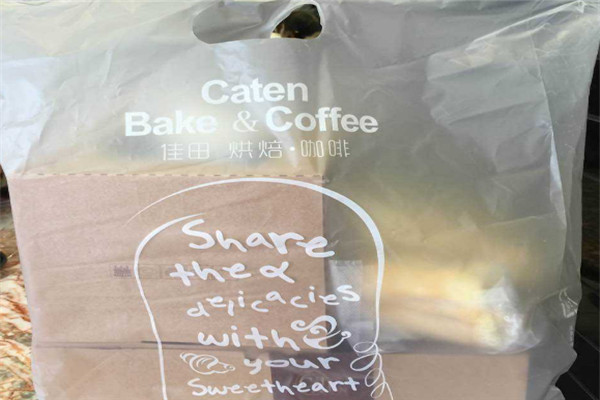 Caten
Bake & Coffee
佳田 烘焙·咖啡
Share
the α
delicacies
with
your
Sweetheart